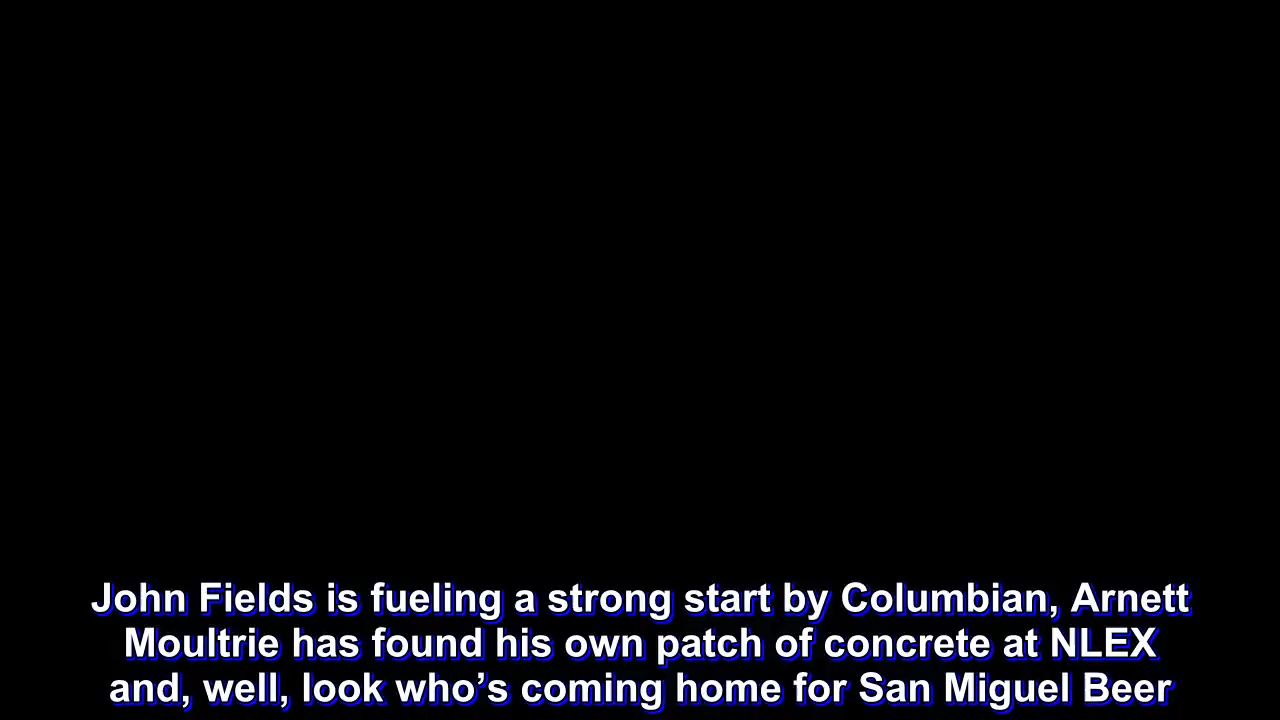 John Fields is fueling a strong start by Columbian, Arnett
Moultrie has found his own patch of concrete at NLEX
and, well, look who’s coming home for San Miguel Beer